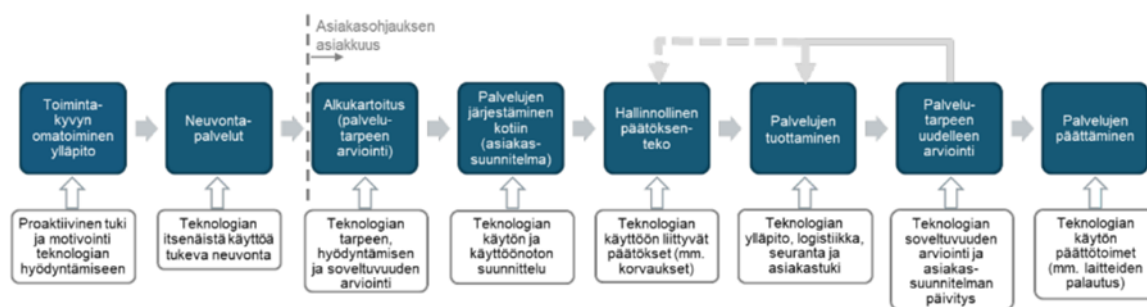 Asiakasohjauksen
asiakkuus
Toiminta-
kyvyn
omatoiminen
ylläpito
Neuvonta-
palvelut
Alkukartoitus
(palvelu-
tarpeen
arviointi)
Palvelujen
järjestäminen
kotiin
(asiakas-
suunnitelma)
Hallinnollinen
päätöksen-
teko
Palvelujen
tuottaminen
Palvelu-
tarpeen
uudelleen
arviointi
Palvelujen
päättäminen
Proaktiivinen tuki
ja motivointi
teknologian
hyödyntämiseen
Teknologian
itsenäistä käyttöä
tukeva neuvonta
Teknologian
tarpeen,
hyödyntämisen
ja soveltuvuuden
arviointi
Teknologian
käytön ja
käyttöönoton
suunnittelu
Teknologian
käyttöön liittyvät
päätökset (mm.
korvaukset)
Teknologian
ylläpito, logistiikka,
seuranta ja
asiakastuki
Teknologian
soveltuvuuden
arviointi ja
asiakas-
suunnitelman
päivitys
Teknologian
käytön
päättötoimet
(mm. laitteiden
palautus)